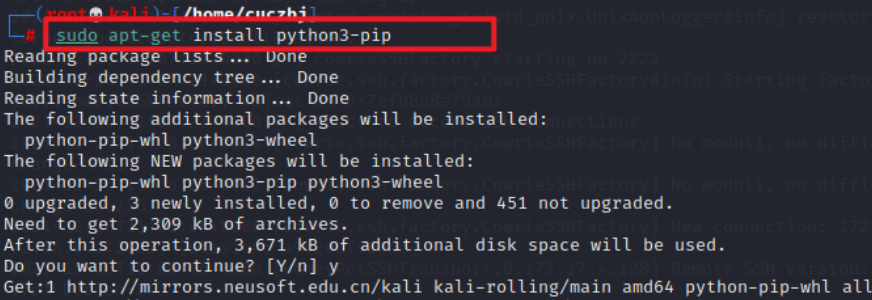 (root💀kali)-[/home/cuczbj]
# sudo apt-get install python3-pip
Reading package lists... Done
Building dependency tree... Done
Reading state information... Done
The following additional packages will be installed:
python-pip-whl python3-wheel
The following NEW packages will be installed:
python-pip-whl python3-pip python3-wheel
0 upgraded, 3 newly installed, 0 to remove and 451 not upgraded.
Need to get 2,309 kB of archives.
After this operation, 3,671 kB of additional disk space will be used.
Do you want to continue? [Y/n] y
Get:1 http://mirrors.neusoft.edu.cn/kali kali-rolling/main amd64 python-pip-whl all